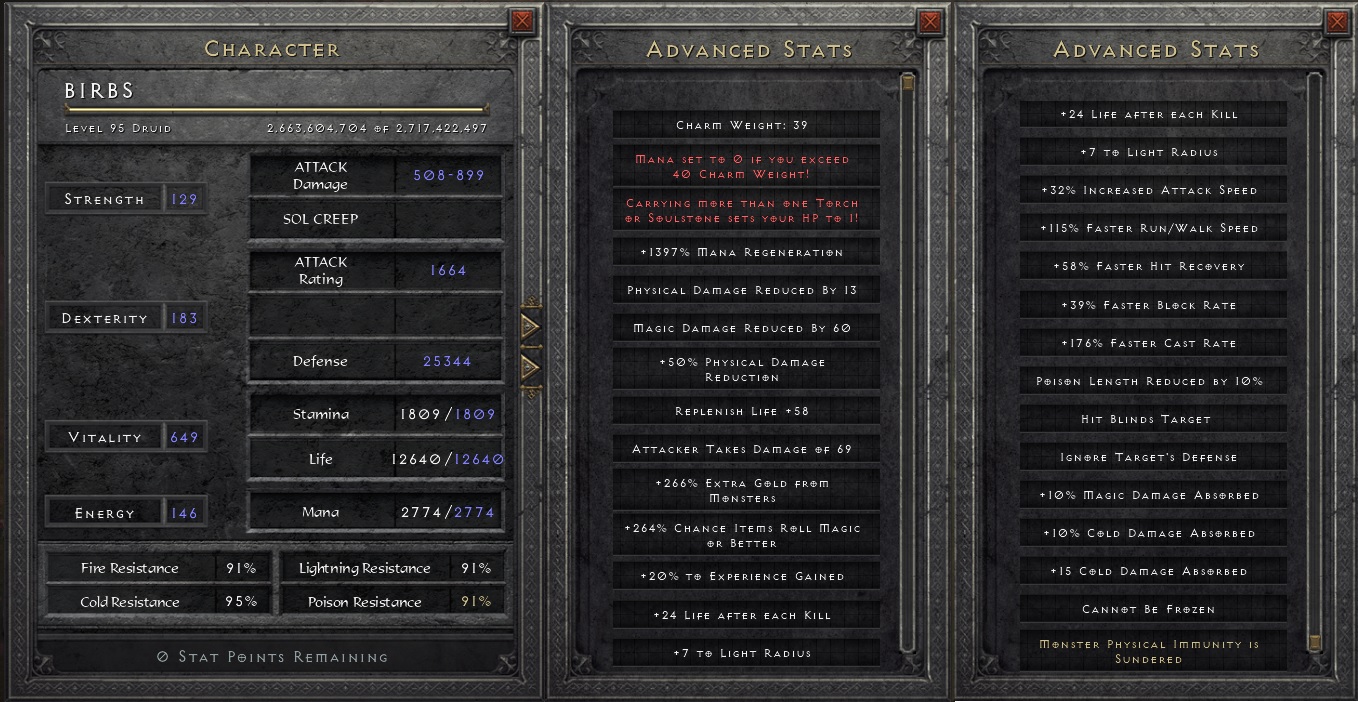 Character
BIRBS
Level 95 Druid 2,663,604,704 of 2,717,422,497
Strength 129
ATTACK
Damage 508-899
SOL CREEP
ATTACK
Rating 1664
Dexterity 183
Defense 25344
Stamina 1809/1809
Vitality 649
Life 12640/12640
Energy 146
Mana 2774/2774
Fire Resistance 91% Lightning Resistance 91%
Cold Resistance 95% Poison Resistance 91%
0 Stat Points Remaining
Advanced Stats
Charm Weight: 39
Mana set to 0 if you exceed
40 Charm Weight!
Carrying more than one Torch
or Soulstone sets your HP to 1!
+1397% Mana Regeneration
Physical Damage Reduced By 13
Magic Damage Reduced By 60
+50% Physical Damage
Reduction
Replenish Life +58
Attacker Takes Damage of 69
+266% Extra Gold from
Monsters
+264% Chance Items Roll Magic
or Better
+20% to Experience Gained
+24 Life after each Kill
+7 to Light Radius
Advanced Stats
+24 Life after each Kill
+7 to Light Radius
+32% Increased Attack Speed
+115% Faster Run/Walk Speed
+58% Faster Hit Recovery
+39% Faster Block Rate
+176% Faster Cast Rate
Poison Length Reduced by 10%
Hit Blinds Target
Ignore Target's Defense
+10% Magic Damage Absorbed
+10% Cold Damage Absorbed
+15 Cold Damage Absorbed
Cannot Be Frozen
Monster Physical Immunity is
Sundered